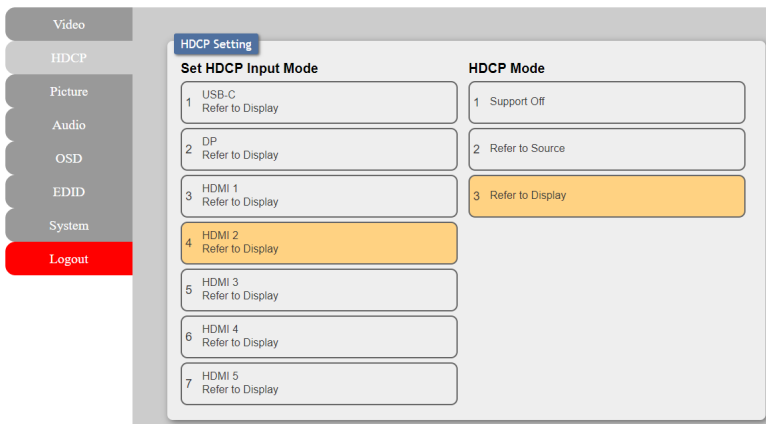 Video
HDCP
Picture
Audio
OSD
EDID
System
Logout
HDCP Setting
Set HDCP Input Mode
1
USB-C
Refer to Display
2
DP
Refer to Display
3
HDMI 1
Refer to Display
4
HDMI 2
Refer to Display
5
HDMI 3
Refer to Display
6
HDMI 4
Refer to Display
7
HDMI 5
Refer to Display
HDCP Mode
1 Support Off
2 Refer to Source
3 Refer to Display